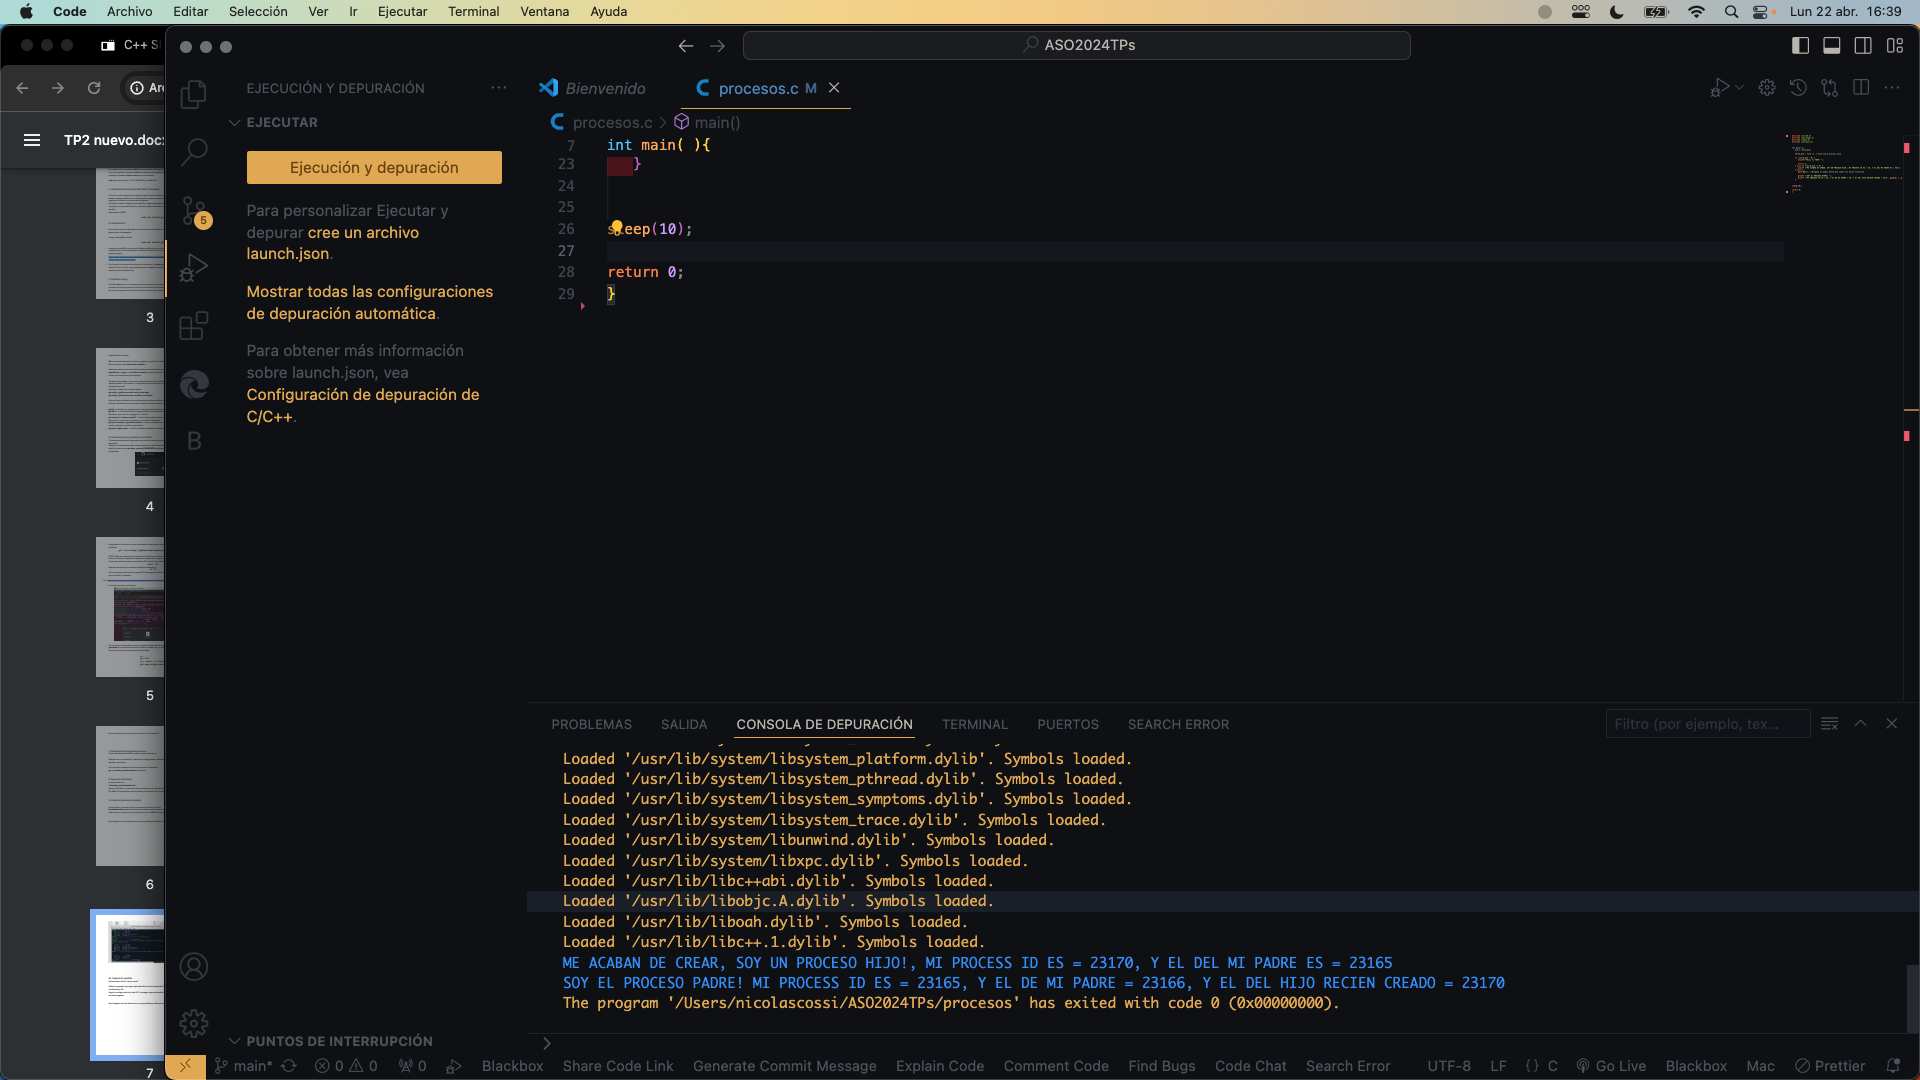 Code Archivo Editar Selección Ver Ir Ejecutar Terminal Ventana Ayuda Lun 22 abr. 16:39
C++ S
ASO2024TPs
TP2 nuevo.doc
3
4
5
6
7
EJECUCIÓN Y DEPURACIÓN
EJECUTAR
Ejecución y depuración
Para personalizar Ejecutar y
depurar cree un archivo
launch.json.
Mostrar todas las configuraciones
de depuración automática.
Para obtener más información
sobre launch.json, vea
Configuración de depuración de
C/C++.
5
B
PUNTOS DE INTERRUPCIÓN
Bienvenido procesos.c M
procesos.c > main()
7 int main( ){
23 }
24
25
26 sleep(10);
27
28 return 0;
29 }
PROBLEMAS SALIDA CONSOLA DE DEPURACIÓN TERMINAL PUERTOS SEARCH ERROR Filtro (por ejemplo, tex...
Loaded '/usr/lib/system/libsystem_platform.dylib'. Symbols loaded.
Loaded '/usr/lib/system/libsystem_pthread.dylib'. Symbols loaded.
Loaded '/usr/lib/system/libsystem_symptoms.dylib'. Symbols loaded.
Loaded '/usr/lib/system/libsystem_trace.dylib'. Symbols loaded.
Loaded '/usr/lib/system/libunwind.dylib'. Symbols loaded.
Loaded '/usr/lib/system/libxpc.dylib'. Symbols loaded.
Loaded '/usr/lib/libc++abi.dylib'. Symbols loaded.
Loaded '/usr/lib/libobjc.A.dylib'. Symbols loaded.
Loaded '/usr/lib/liboah.dylib'. Symbols loaded.
Loaded '/usr/lib/libc++.1.dylib'. Symbols loaded.
ME ACABAN DE CREAR, SOY UN PROCESO HIJO!, MI PROCESS ID ES = 23170, Y EL DEL MI PADRE ES = 23165
SOY EL PROCESO PADRE! MI PROCESS ID ES = 23165, Y EL DE MI PADRE = 23166, Y EL DEL HIJO RECIEN CREADO = 23170
The program '/Users/nicolascossi/ASO2024TPs/procesos' has exited with code 0 (0x00000000).
main* 0 0 0 Blackbox Share Code Link Generate Commit Message Explain Code Comment Code Find Bugs Code Chat Search Error UTF-8 LF {} C Go Live Blackbox Mac Prettier